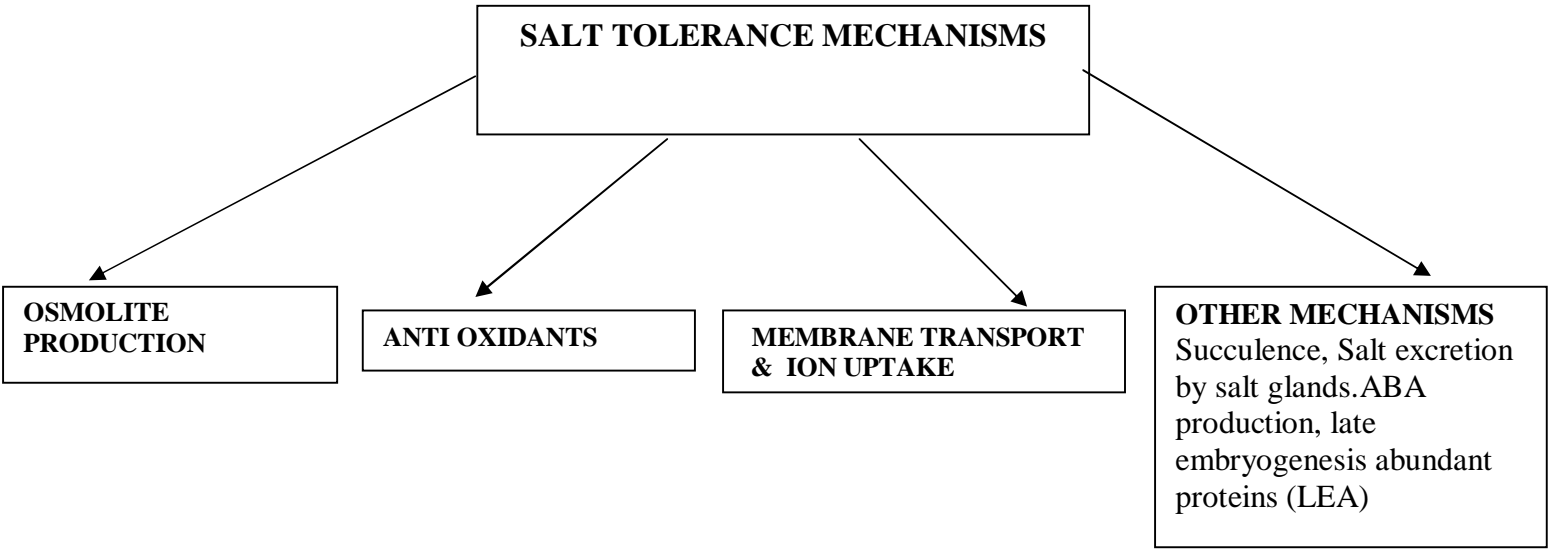 SALT TOLERANCE MECHANISMS
OSMOLITE
PRODUCTION
ANTI OXIDANTS
MEMBRANE TRANSPORT
& ION UPTAKE
OTHER MECHANISMS
Succulence, Salt excretion
by salt glands.ABA
production, late
embryogenesis abundant
proteins (LEA)